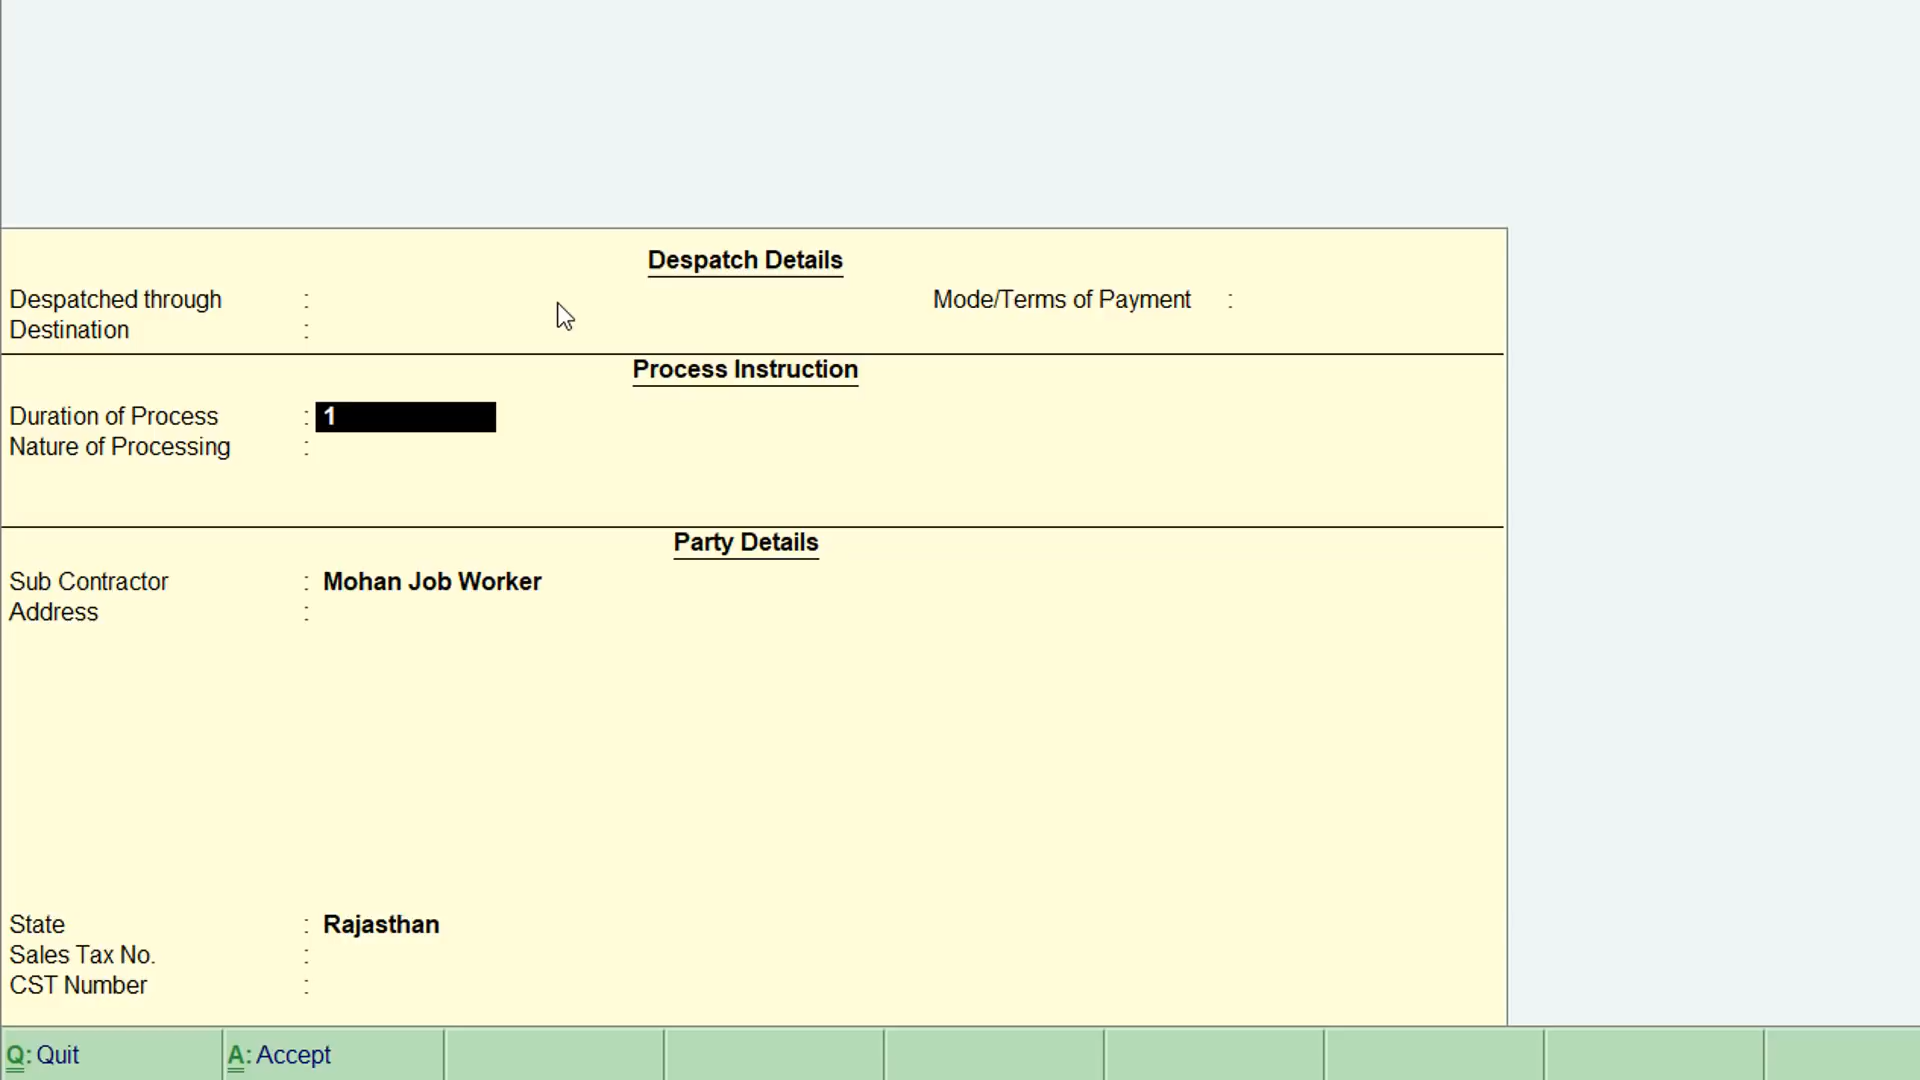 Despatch Details
Despatched through : Mode/Terms of Payment :
Destination :
Process Instruction
Duration of Process : 1
Nature of Processing :
Party Details
Sub Contractor : Mohan Job Worker
Address :
State : Rajasthan
Sales Tax No. :
CST Number :
Q: Quit A: Accept